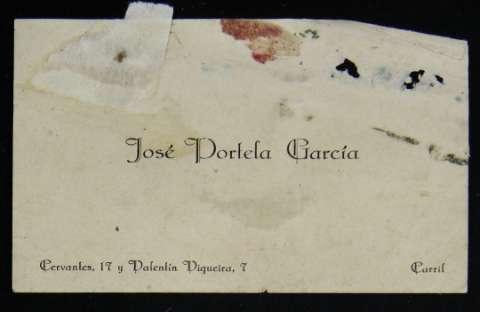 José Portela García
Cervantes, 17 y Valentín Viqueira, 7
Carril